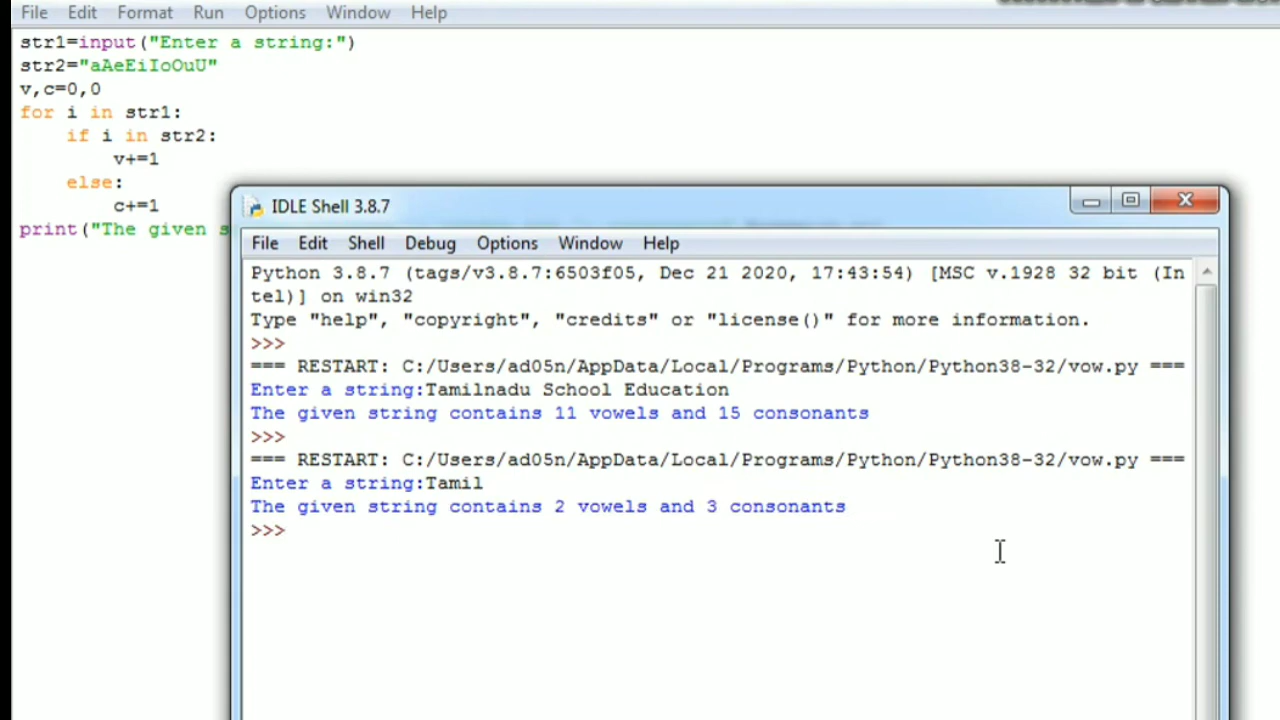 File Edit Format Run Options Window Help
str1=input("Enter a string:")
str2="aAeEiIoOuU"
v,c=0,0
for i in str1:
    if i in str2:
        v+=1
    else:
        c+=1
print("The given s
IDLE Shell 3.8.7
File Edit Shell Debug Options Window Help
Python 3.8.7 (tags/v3.8.7:6503f05, Dec 21 2020, 17:43:54) [MSC v.1928 32 bit (In
tel)] on win32
Type "help", "copyright", "credits" or "license()" for more information.
>>>
=== RESTART: C:/Users/ad05n/AppData/Local/Programs/Python/Python38-32/vow.py ===
Enter a string:Tamilnadu School Education
The given string contains 11 vowels and 15 consonants
>>>
=== RESTART: C:/Users/ad05n/AppData/Local/Programs/Python/Python38-32/vow.py ===
Enter a string:Tamil
The given string contains 2 vowels and 3 consonants
>>>